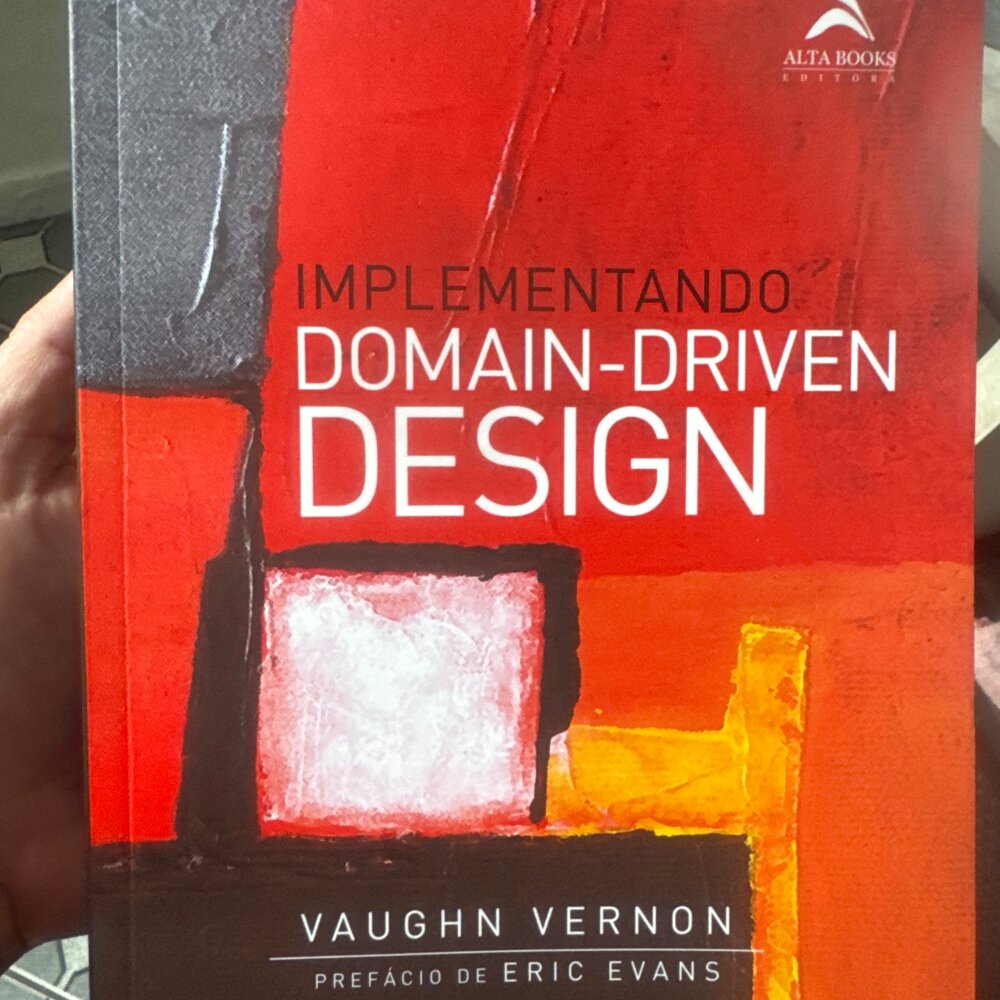 ALTA BOOKS
EDITORA
IMPLEMENTANDO
DOMAIN-DRIVEN
DESIGN
VAUGHN VERNON
PREFÁCIO DE ERIC EVANS